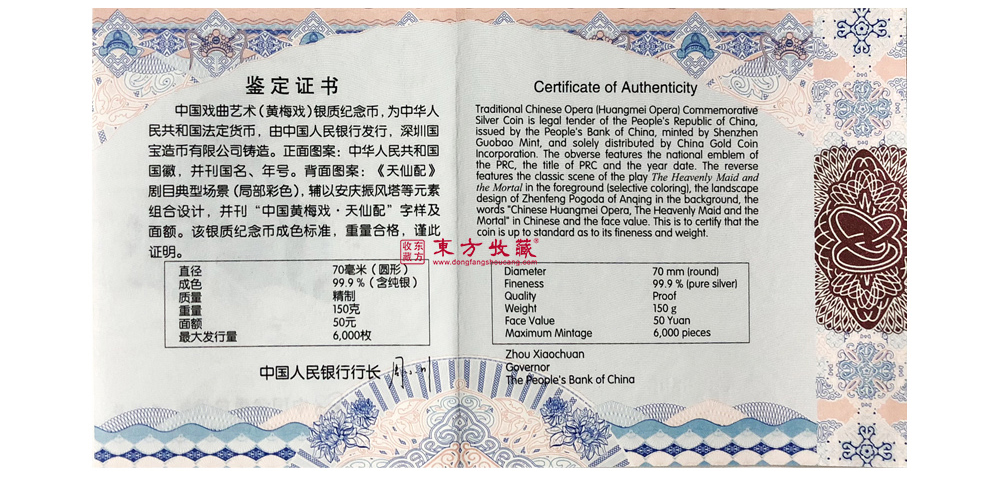 鉴定证书
中国戏曲艺术(黄梅戏)银质纪念币,为中华人
民共和国法定货币,由中国人民银行发行,深圳国
宝造币有限公司铸造。正面图案:中华人民共和国
国徽,并刊国名、年号。背面图案:《天仙配》
剧目典型场景(局部彩色),辅以安庆振风塔等元素
组合设计,并刊“中国黄梅戏·天仙配”字样及
面额。该银质纪念币成色标准,重量合格,谨此
证明。
直径 70毫米(圆形)
成色 99.9%(含纯银)
质量 精制
重量 150克
面额 50元
最大发行量 6,000枚
中国人民银行行长
Certificate of Authenticity
Traditional Chinese Opera (Huangmei Opera) Commemorative
Silver Coin is legal tender of the People's Republic of China,
issued by the People's Bank of China, minted by Shenzhen
Guobao Mint, and solely distributed by China Gold Coin
Incorporation. The obverse features the national emblem of
the PRC, the title of PRC and the year date. The reverse
features the classic scene of the play The Heavenly Maid and
the Mortal in the foreground (selective coloring), the landscape
design of Zhenfeng Pogoda of Anqing in the background, the
words "Chinese Huangmei Opera, The Heavenly Maid and the
Mortal" in Chinese and the face value. This is to certify that the
coin is up to standard as to its fineness and weight.
Diameter 70 mm (round)
Fineness 99.9 % (pure silver)
Quality Proof
Weight 150 g
Face Value 50 Yuan
Maximum Mintage 6,000 pieces
Zhou Xiaochuan
Governor
The People's Bank of China
收东藏方 東方收藏®
www.dongfangshoucang.com